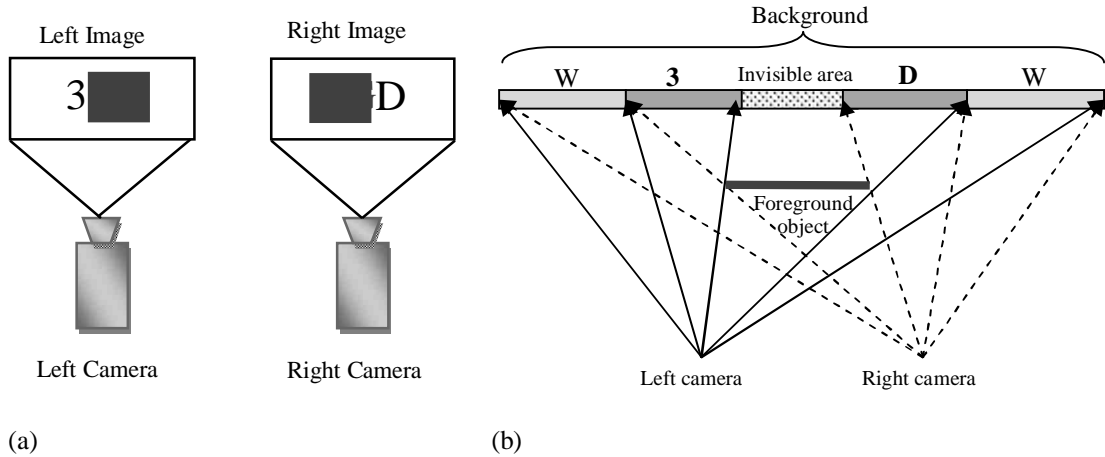 Left Image
3
Left Camera
(a)
Right Image
D
Right Camera
Background
W 3 Invisible area D W
Foreground
object
Left camera
Right camera
(b)